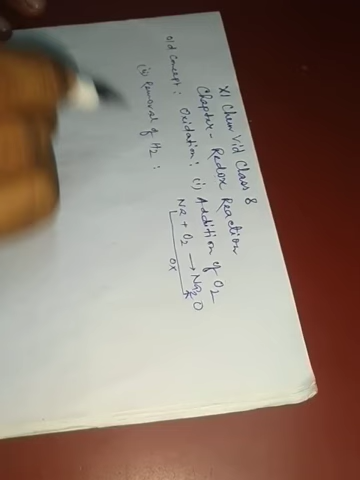 XI Chem Vid Class 8
Chapter - Redox Reaction
Old Concept : Oxidation : (i) Addition of O2
Na + O2 → Na2O
ox
(ii) Removal of H2 :